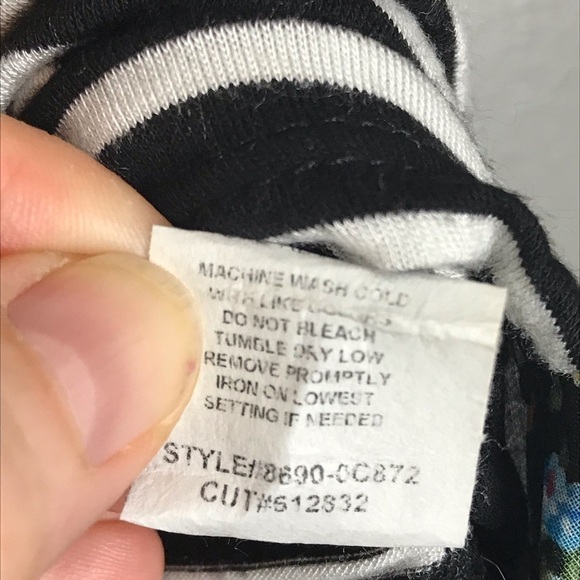 MACHINE WASH COLD
WITH LIKE COLORS
DO NOT BLEACH
TUMBLE DRY LOW
REMOVE PROMPTLY
IRON ON LOWEST
SETTING IF NEEDED
STYLE#8690-0C872
CUT#612832